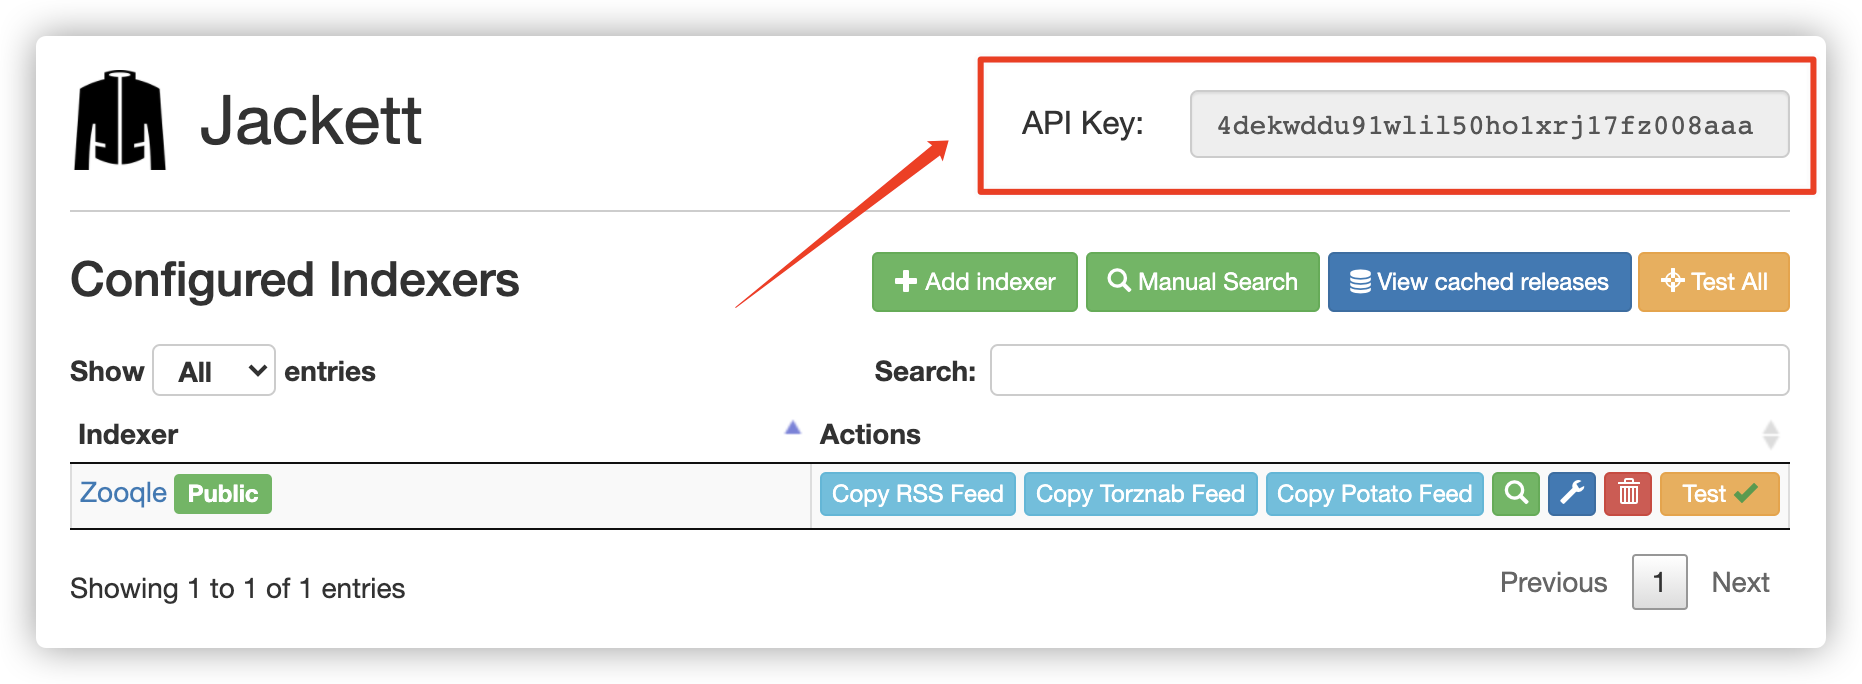 Jackett
API Key: 4dekwddu91wlil50ho1xrj17fz008aaa
Configured Indexers
Add indexer Manual Search View cached releases Test All
Show All entries Search:
Indexer Actions
Zooqle Public Copy RSS Feed Copy Torznab Feed Copy Potato Feed Test
Showing 1 to 1 of 1 entries Previous 1 Next